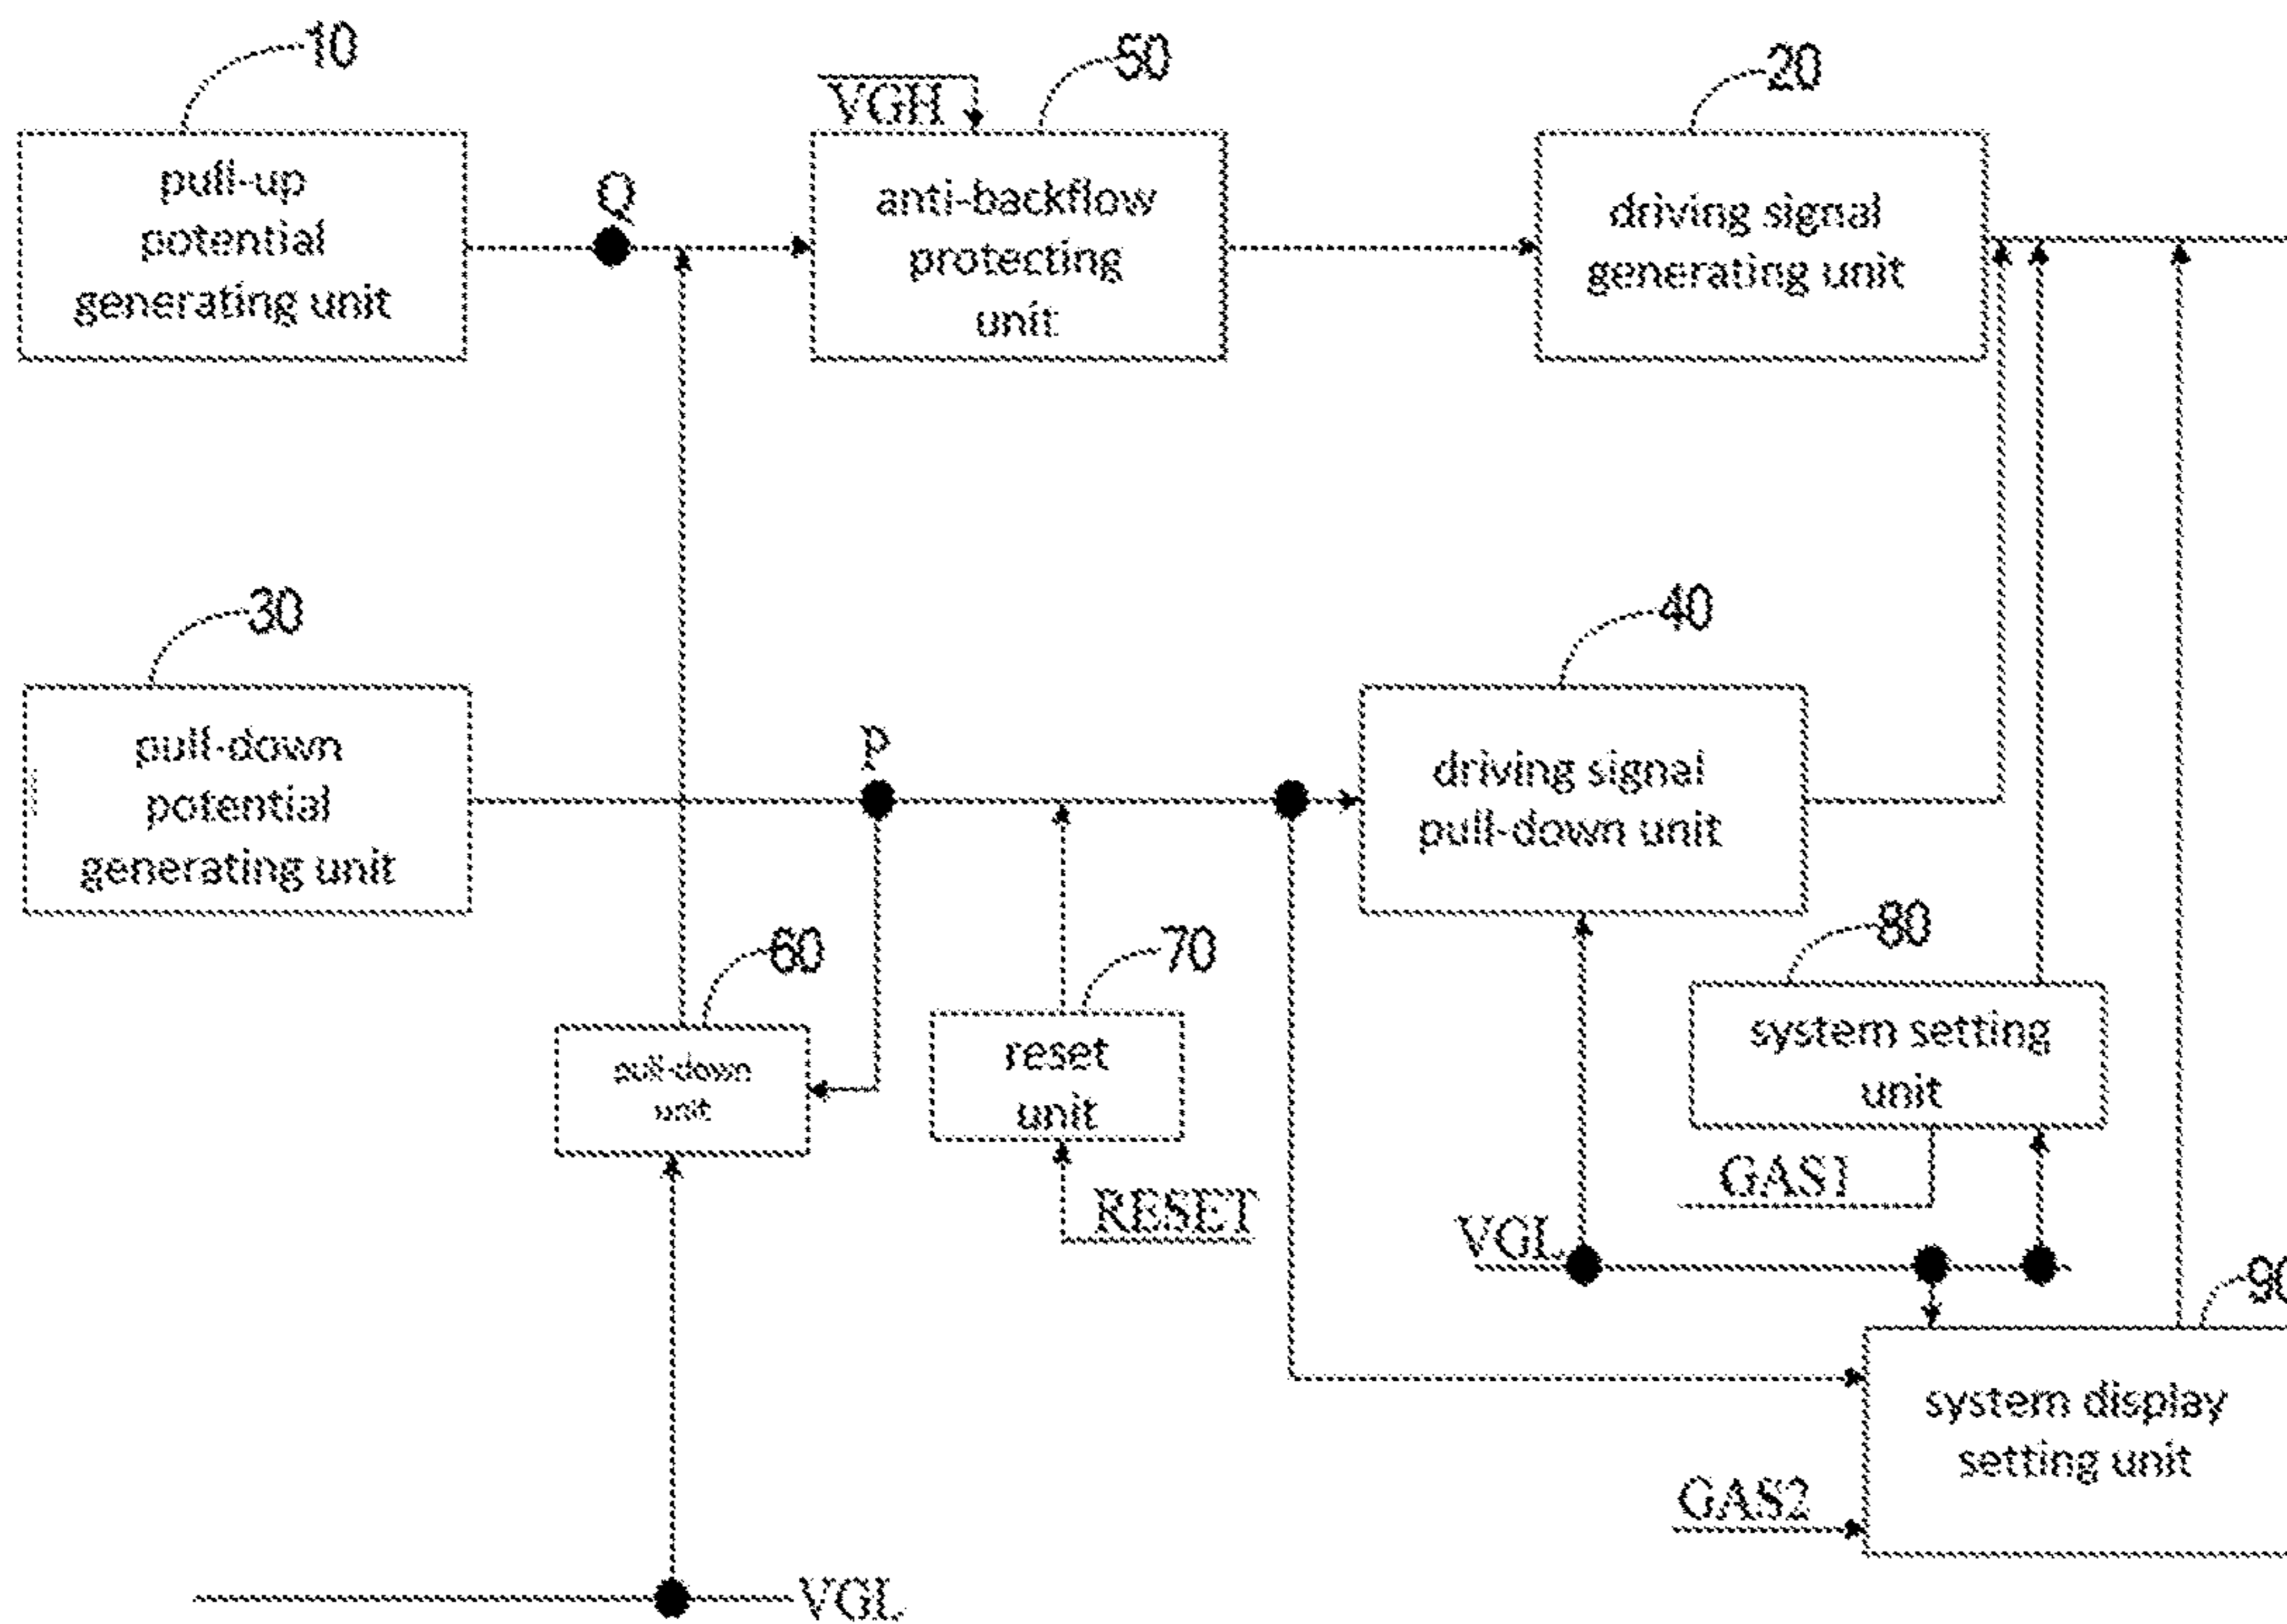 10
50
20
VGH
pull-up
potential
generating unit
Q
anti-backflow
protecting
unit
driving signal
generating unit
30
40
pull-down
potential
generating unit
P
driving signal
pull-down unit
60
70
80
pull-down
unit
reset
unit
system setting
unit
RESET
GAS1
VGL
90
system display
setting unit
GAS2
VGL